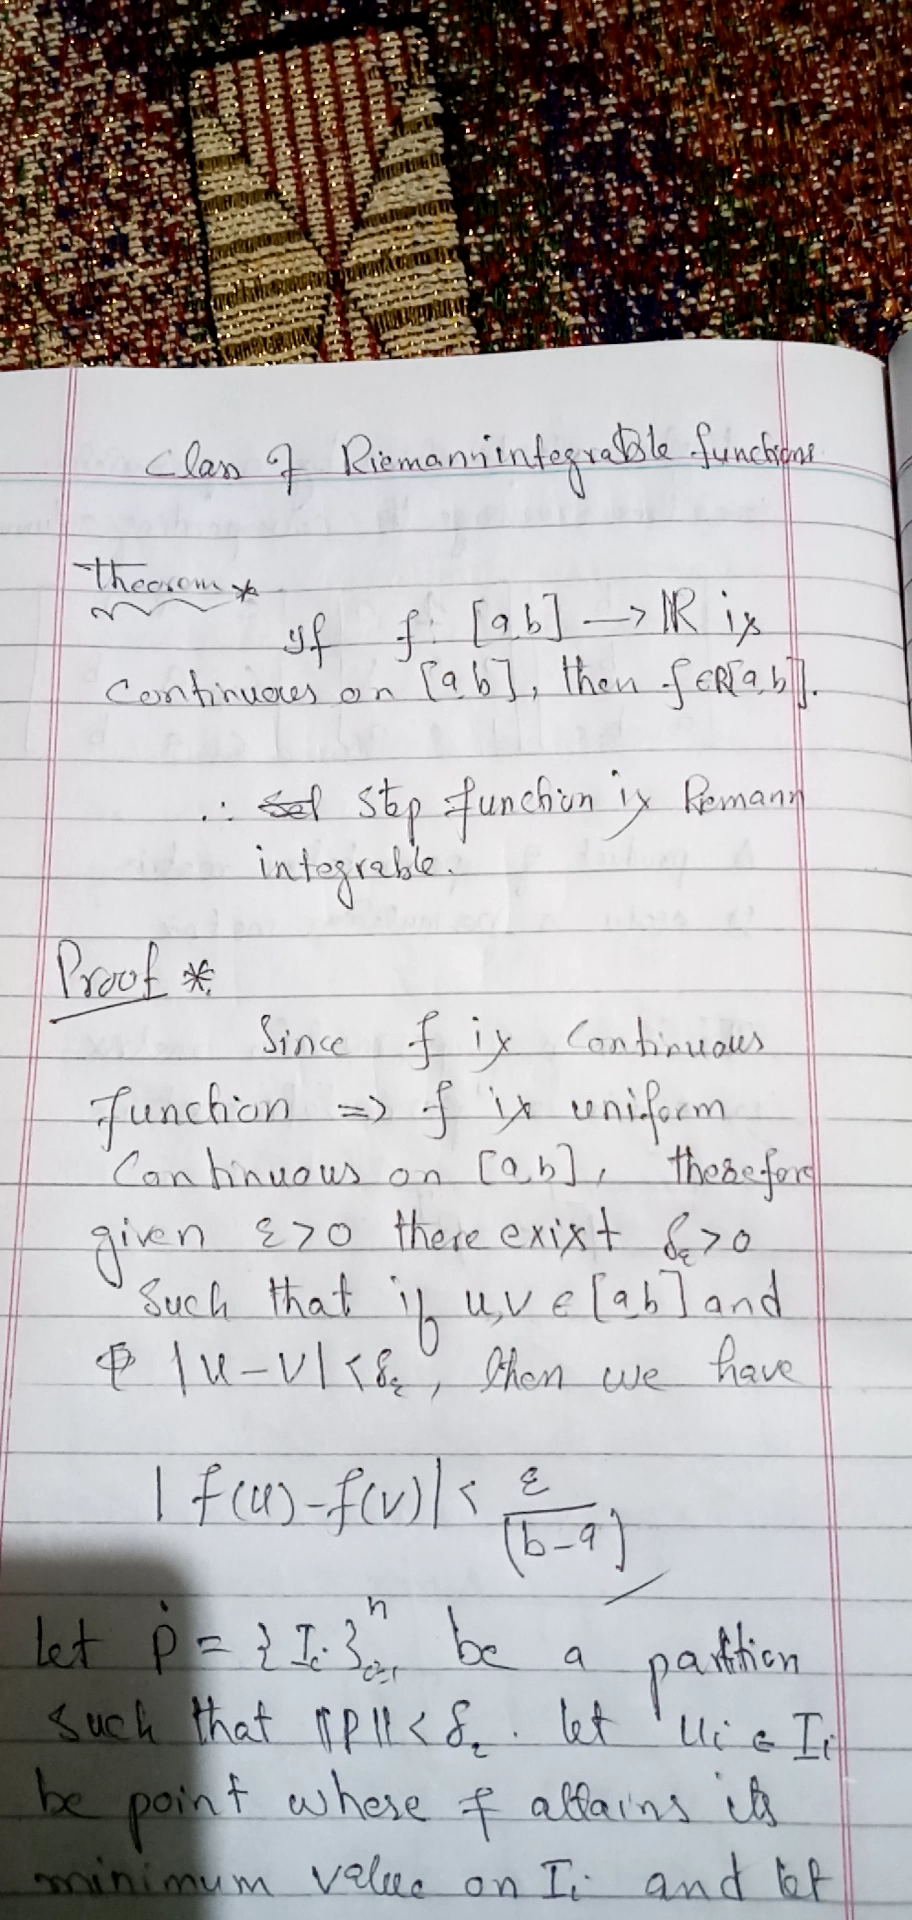 Class of Riemann integrable functions
Theorem *
If f: [a,b] → ℝ is
continuous on [a,b], then f∈R[a,b].
∴ step function is Remann
integrable.
Proof *
Since f is continuous
function => f is uniform
continuous on [a,b], therefore
given ε>0 there exist δε>0
such that if u,v ∈ [a,b] and
|u-v|<δε, then we have
|f(u)-f(v)| < ε/(b-a)
let Ṗ = {Ii}ⁿi=1 be a partition
such that ||P||<δε. let ui ∈ Ii
be point where f attains its
minimum value on Ii and let